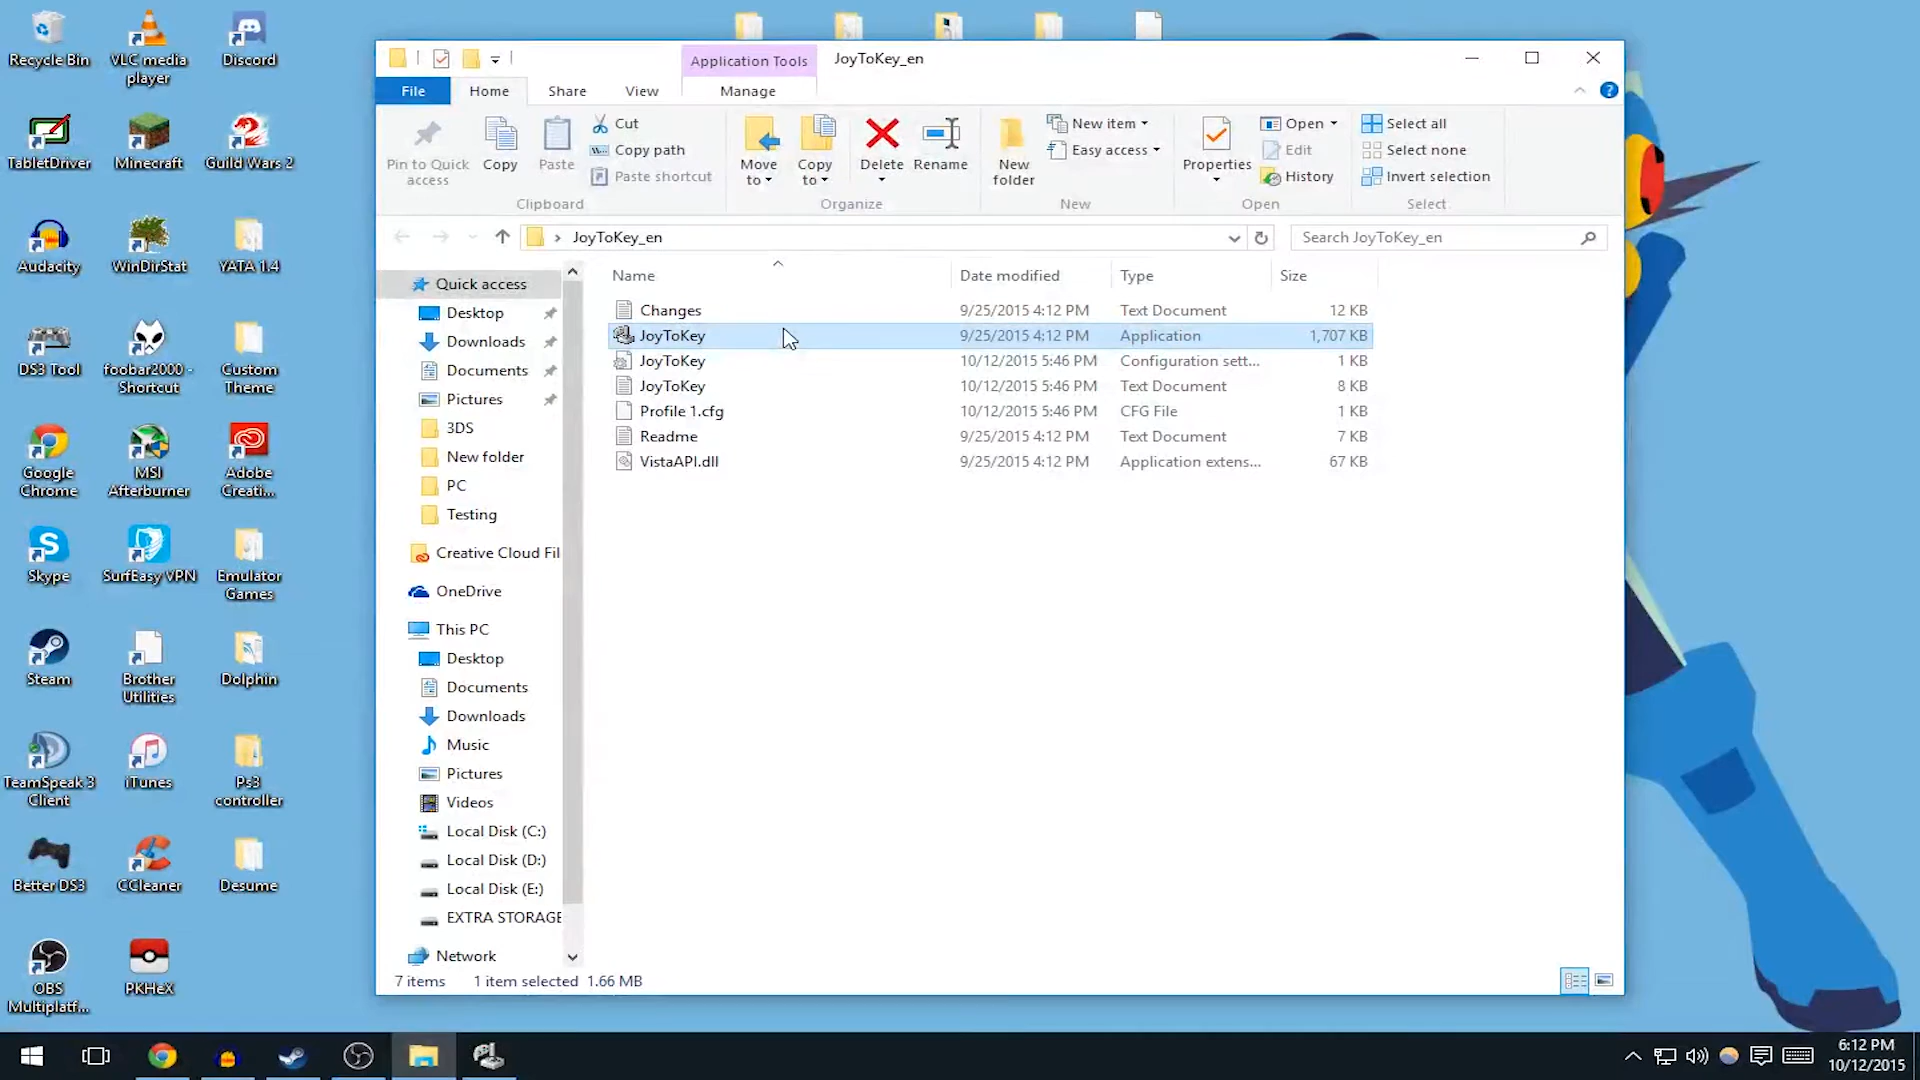 Recycle Bin
VLC media player
Discord
TabletDriver
Minecraft
Guild Wars 2
Audacity
WinDirStat
YATA 1.4
DS3 Tool
foobar2000 - Shortcut
Custom Theme
Google Chrome
MSI Afterburner
Adobe Creati...
Skype
SurfEasy VPN
Emulator Games
Steam
Brother Utilities
Dolphin
TeamSpeak 3 Client
iTunes
Ps3 controller
Better DS3
CCleaner
Desume
OBS Multiplatf...
PKHeX
Application Tools
JoyToKey_en
File
Home
Share
View
Manage
Pin to Quick access
Copy
Paste
Cut
Copy path
Paste shortcut
Clipboard
Move to
Copy to
Delete
Rename
Organize
New folder
New item
Easy access
New
Properties
Open
Edit
History
Open
Select all
Select none
Invert selection
Select
JoyToKey_en
Search JoyToKey_en
Quick access
Desktop
Downloads
Documents
Pictures
3DS
New folder
PC
Testing
Creative Cloud Fil
OneDrive
This PC
Desktop
Documents
Downloads
Music
Pictures
Videos
Local Disk (C:)
Local Disk (D:)
Local Disk (E:)
EXTRA STORAGE
Network
Name Date modified Type Size
Changes 9/25/2015 4:12 PM Text Document 12 KB
JoyToKey 9/25/2015 4:12 PM Application 1,707 KB
JoyToKey 10/12/2015 5:46 PM Configuration sett... 1 KB
JoyToKey 10/12/2015 5:46 PM Text Document 8 KB
Profile 1.cfg 10/12/2015 5:46 PM CFG File 1 KB
Readme 9/25/2015 4:12 PM Text Document 7 KB
VistaAPI.dll 9/25/2015 4:12 PM Application extens... 67 KB
7 items 1 item selected 1.66 MB
6:12 PM
10/12/2015